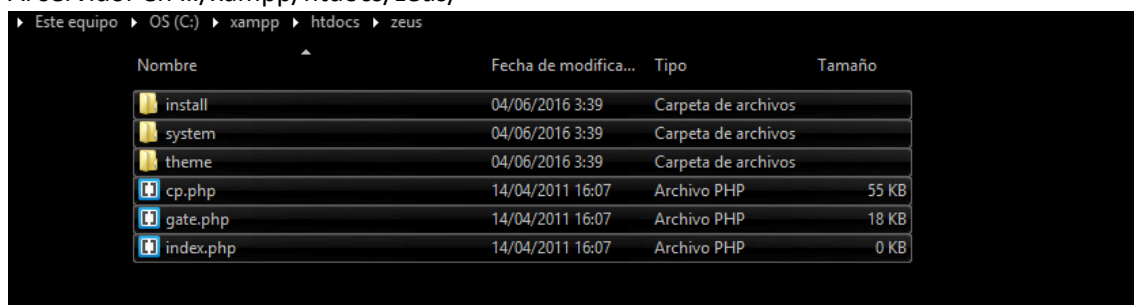 Este equipo ▸ OS (C:) ▸ xampp ▸ htdocs ▸ zeus
Nombre Fecha de modifica... Tipo Tamaño
install 04/06/2016 3:39 Carpeta de archivos
system 04/06/2016 3:39 Carpeta de archivos
theme 04/06/2016 3:39 Carpeta de archivos
cp.php 14/04/2011 16:07 Archivo PHP 55 KB
gate.php 14/04/2011 16:07 Archivo PHP 18 KB
index.php 14/04/2011 16:07 Archivo PHP 0 KB